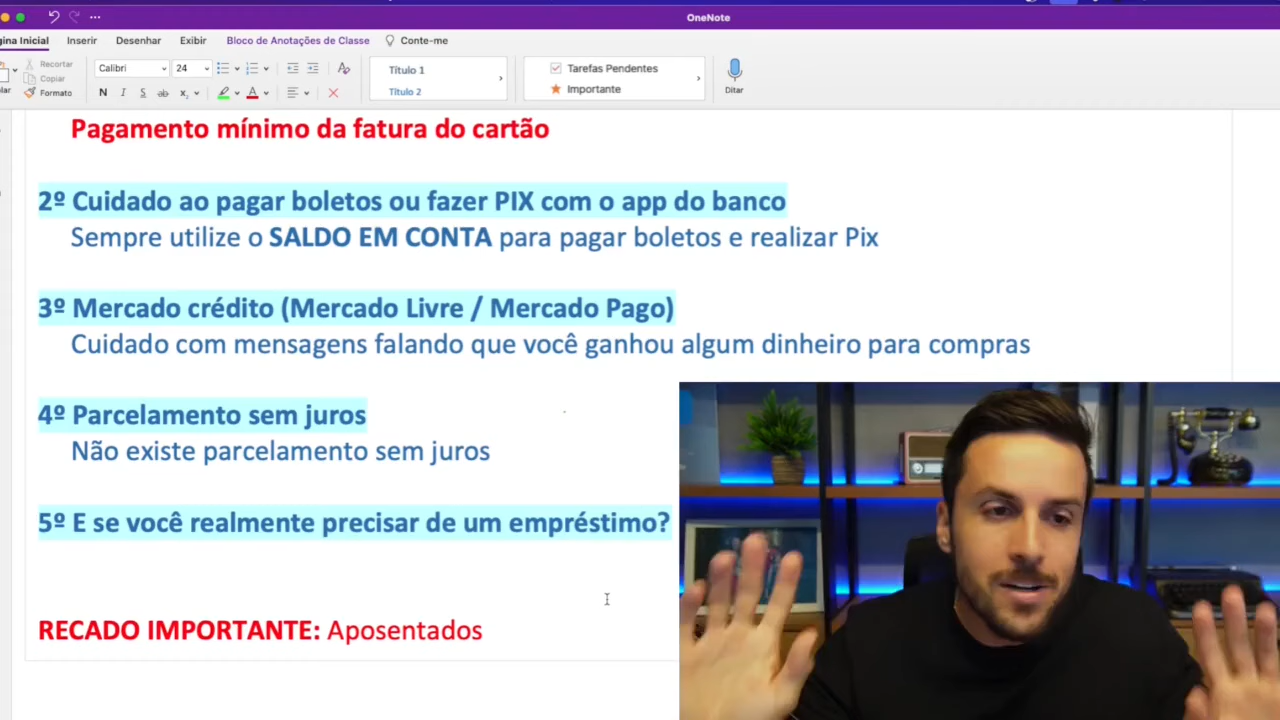 OneNote
gina Inicial
Inserir
Desenhar
Exibir
Bloco de Anotações de Classe
Conte-me
Recortar
Copiar
Formato
Calibri
24
N I S ab x₂ A
Título 1
Título 2
Tarefas Pendentes
Importante
Ditar
Pagamento mínimo da fatura do cartão
2º Cuidado ao pagar boletos ou fazer PIX com o app do banco
Sempre utilize o SALDO EM CONTA para pagar boletos e realizar Pix
3º Mercado crédito (Mercado Livre / Mercado Pago)
Cuidado com mensagens falando que você ganhou algum dinheiro para compras
4º Parcelamento sem juros
Não existe parcelamento sem juros
5º E se você realmente precisar de um empréstimo?
RECADO IMPORTANTE: Aposentados